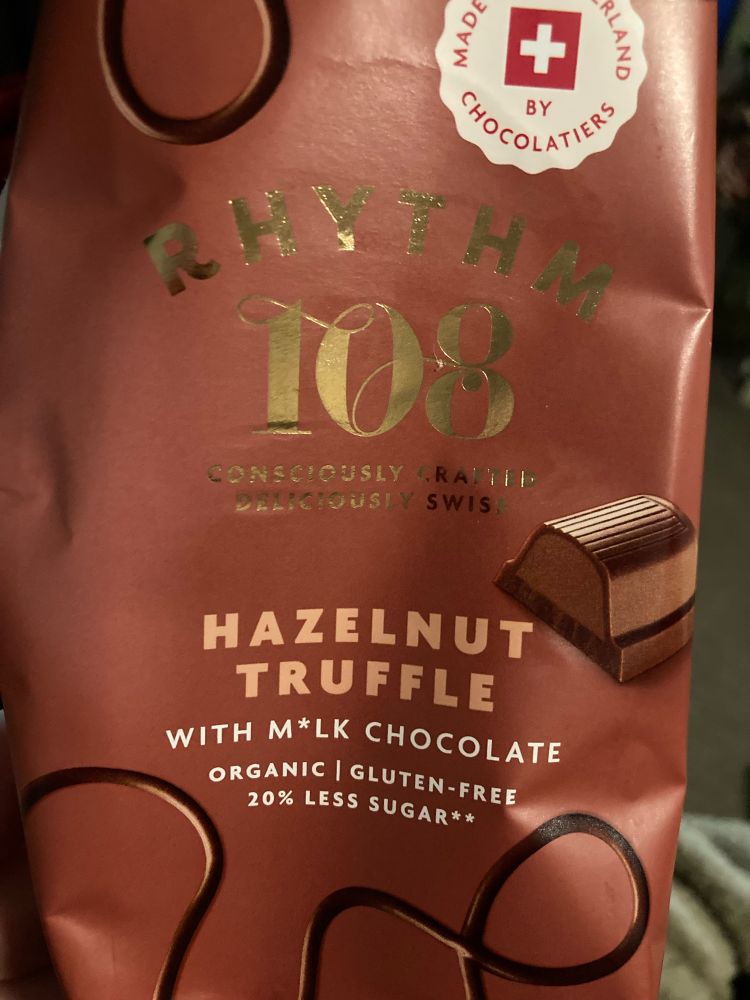 MADE
ERLAND
BY
CHOCOLATIERS
RHYTHM
108
CONSCIOUSLY CRAFTED
DELICIOUSLY SWISS
HAZELNUT
TRUFFLE
WITH M*LK CHOCOLATE
ORGANIC | GLUTEN-FREE
20% LESS SUGAR**